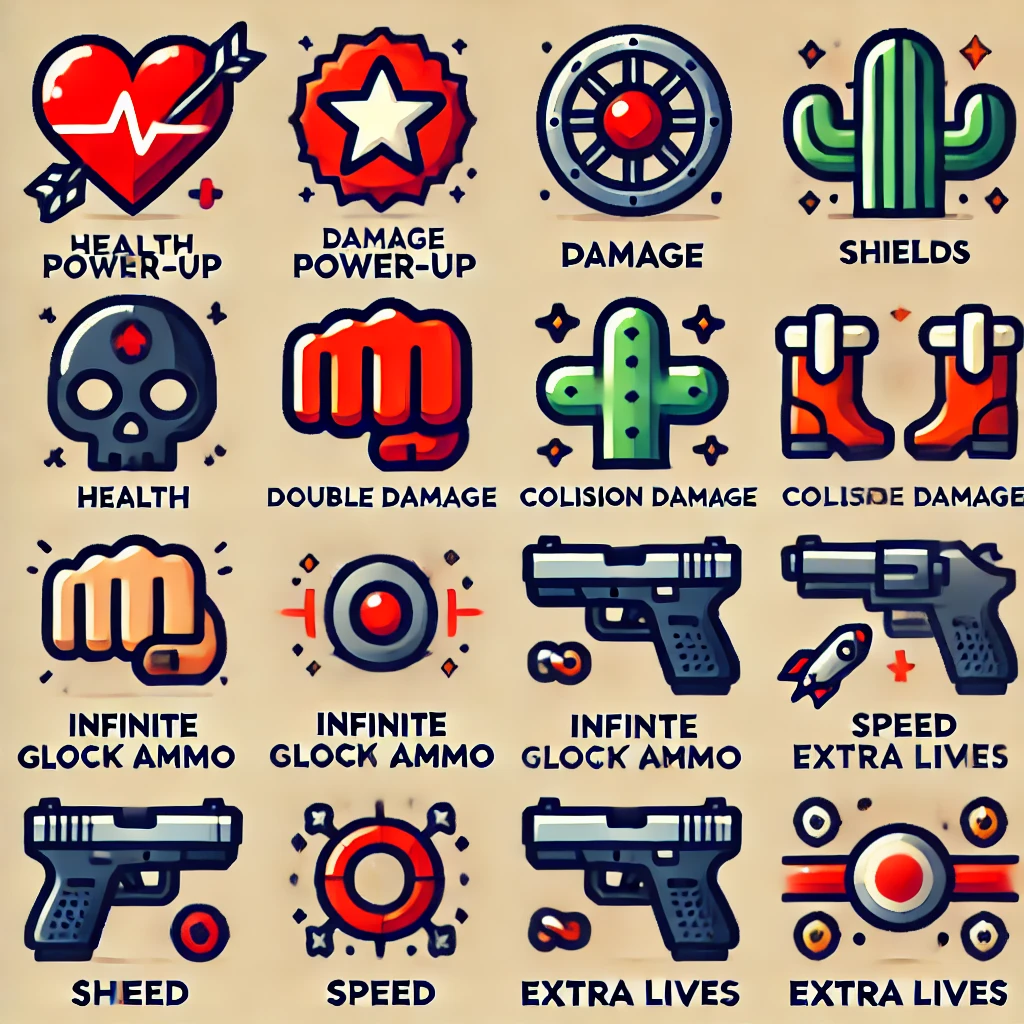 HEALTH
POWER-UP
DAMAGE
POWER-UP
DAMAGE
SHIELDS
HEALTH
DOUBLE DAMAGE
COLISION DAMAGE
DAMAGE
INFINITE
GLOCK AMMO
INFINITE
GLOCK AMMO
INFINTE
GLOCK AMMO
SPEED
EXTRA LIVES
SHEED
SPEED
EXTRA LIVES
EXTRA LIVES